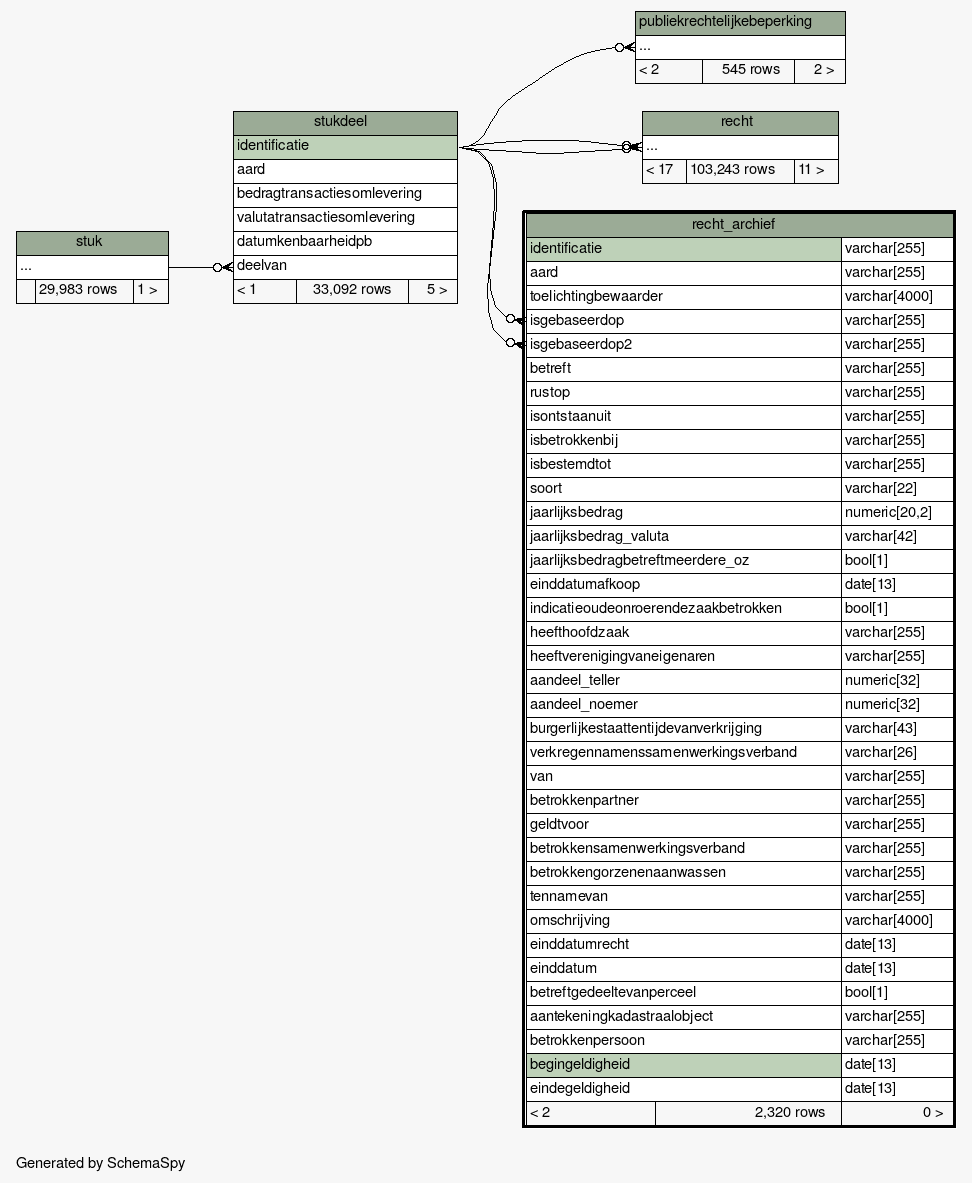 publiekrechtelijkebeperking
...
< 2 545 rows 2 >
stukdeel
identificatie
aard
bedragtransactiesomlevering
valutatransactiesomlevering
datumkenbaarheidpb
deelvan
< 1 33,092 rows 5 >
recht
...
< 17 103,243 rows 11 >
stuk
...
29,983 rows 1 >
recht_archief
identificatie varchar[255]
aard varchar[255]
toelichtingbewaarder varchar[4000]
isgebaseerdop varchar[255]
isgebaseerdop2 varchar[255]
betreft varchar[255]
rustop varchar[255]
isontstaanuit varchar[255]
isbetrokkenbij varchar[255]
isbestemdtot varchar[255]
soort varchar[22]
jaarlijksbedrag numeric[20,2]
jaarlijksbedrag_valuta varchar[42]
jaarlijksbedragbetreftmeerdere_oz bool[1]
einddatumafkoop date[13]
indicatieoudeonroerendezaakbetrokken bool[1]
heefthoofdzaak varchar[255]
heeftverenigingvaneigenaren varchar[255]
aandeel_teller numeric[32]
aandeel_noemer numeric[32]
burgerlijkestaattentijdevanverkrijging varchar[43]
verkregennamenssamenwerkingsverband varchar[26]
van varchar[255]
betrokkenpartner varchar[255]
geldtvoor varchar[255]
betrokkensamenwerkingsverband varchar[255]
betrokkengorzenenaanwassen varchar[255]
tennamevan varchar[255]
omschrijving varchar[4000]
einddatumrecht date[13]
einddatum date[13]
betreftgedeeltevanperceel bool[1]
aantekeningkadastraalobject varchar[255]
betrokkenpersoon varchar[255]
begingeldigheid date[13]
eindegeldigheid date[13]
< 2 2,320 rows 0 >
Generated by SchemaSpy